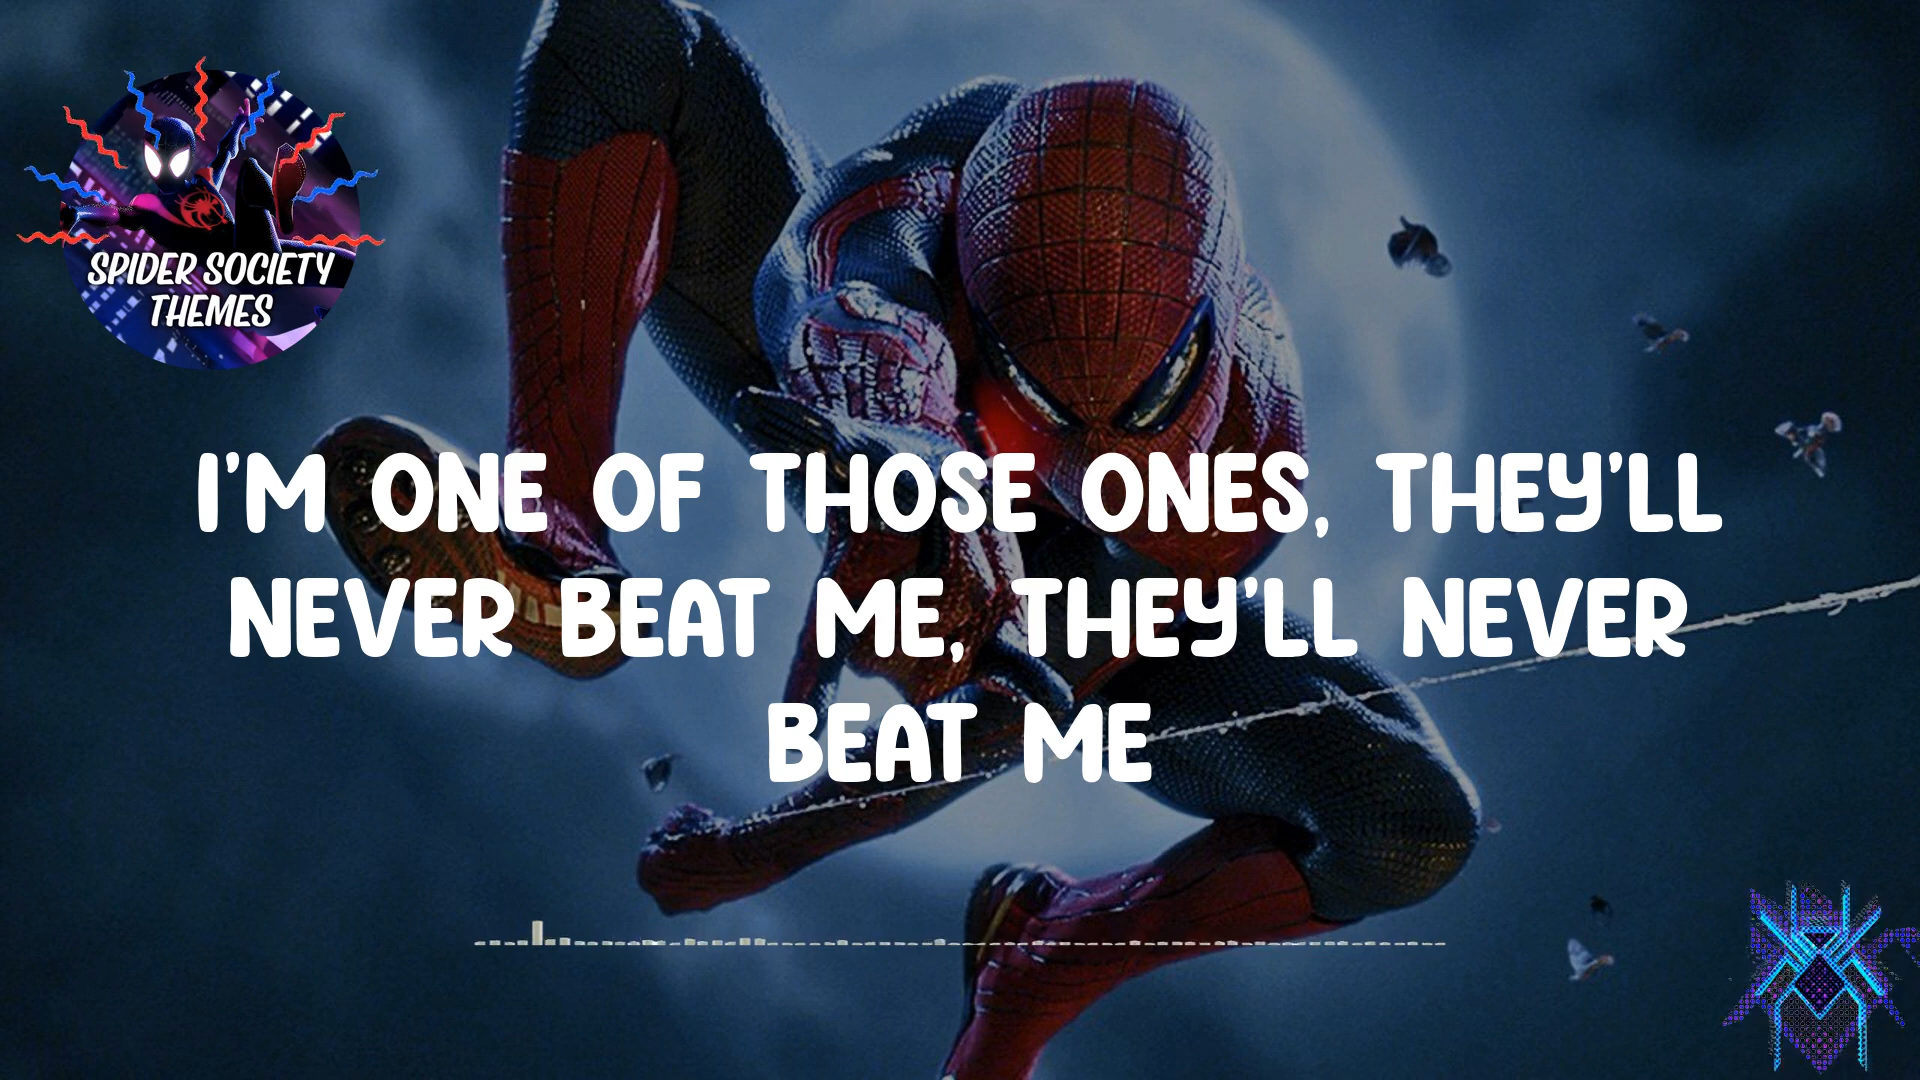 SPIDER SOCIETY
THEMES
I'M ONE OF THOSE ONES, THEY'LL
NEVER BEAT ME, THEY'LL NEVER
BEAT ME